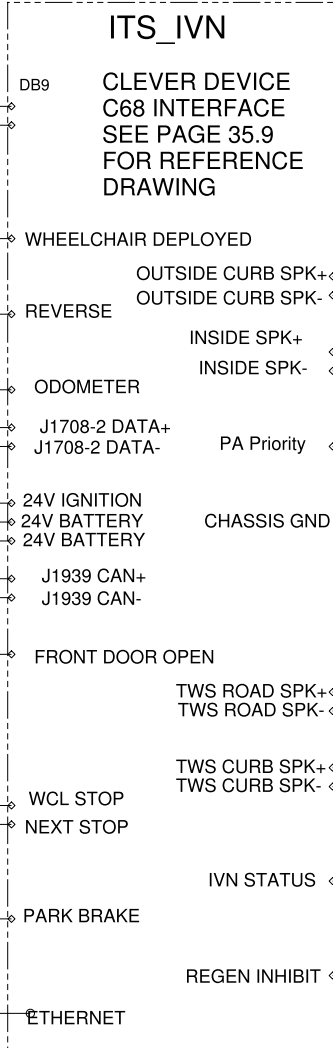 ITS_IVN
DB9
CLEVER DEVICE
C68 INTERFACE
SEE PAGE 35.9
FOR REFERENCE
DRAWING
WHEELCHAIR DEPLOYED
OUTSIDE CURB SPK+
OUTSIDE CURB SPK-
REVERSE
INSIDE SPK+
INSIDE SPK-
ODOMETER
J1708-2 DATA+
J1708-2 DATA-
PA Priority
24V IGNITION
24V BATTERY
CHASSIS GND
24V BATTERY
J1939 CAN+
J1939 CAN-
FRONT DOOR OPEN
TWS ROAD SPK+
TWS ROAD SPK-
TWS CURB SPK+
TWS CURB SPK-
WCL STOP
NEXT STOP
IVN STATUS
PARK BRAKE
REGEN INHIBIT
ETHERNET